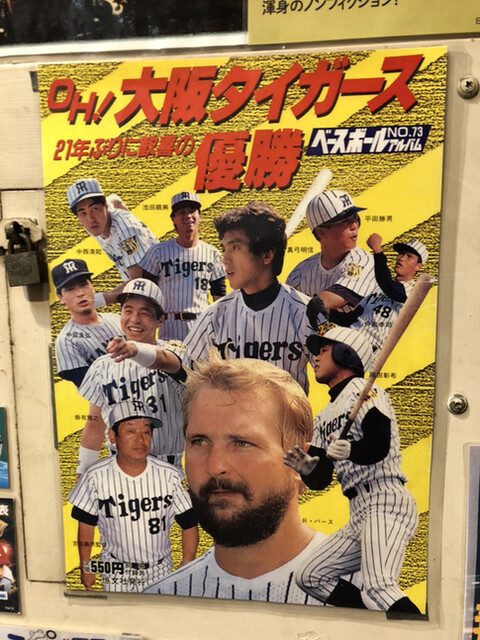 渾身のノンフィクション!
OH!大阪タイガース
21年ぶりに歓喜の
優勝
ベースボールアルバム NO.73
池田親興
平田勝男
中西清起
真弓明信
Tigers
18
48
Tigers
掛布雅之
31
岡田彰布
Tigers
81
R・バース
吉田義男監督
550円